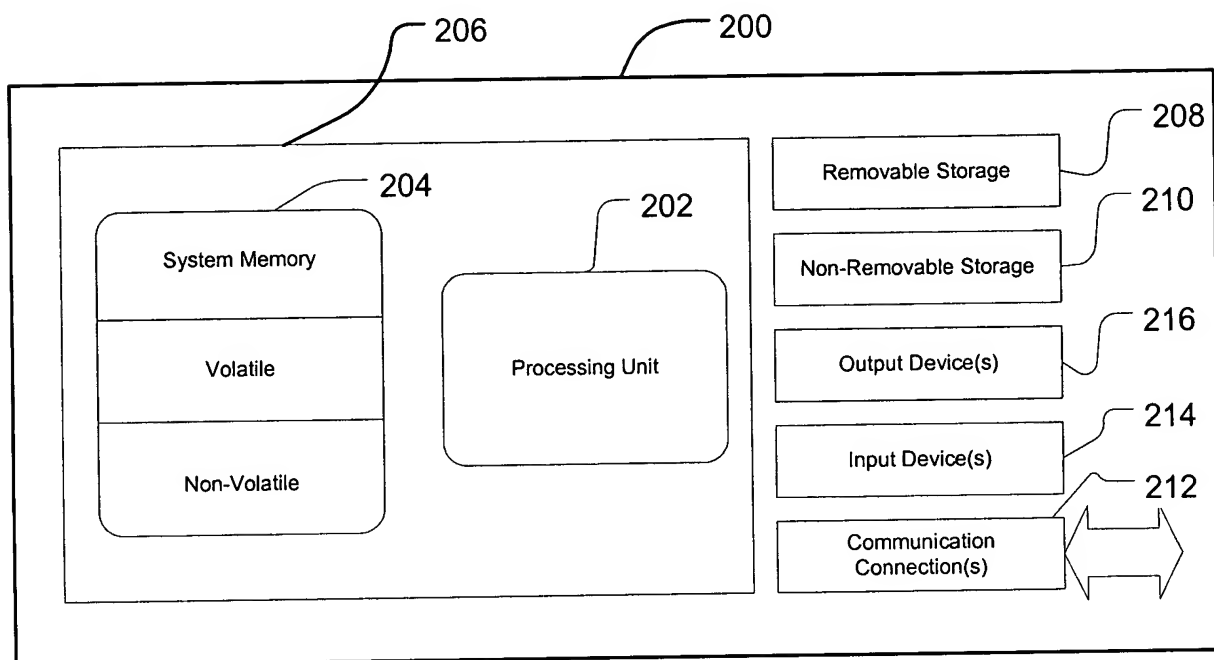 206
200
208
Removable Storage
204
202
210
System Memory
Non-Removable Storage
216
Volatile
Processing Unit
Output Device(s)
214
Non-Volatile
Input Device(s)
212
Communication
Connection(s)